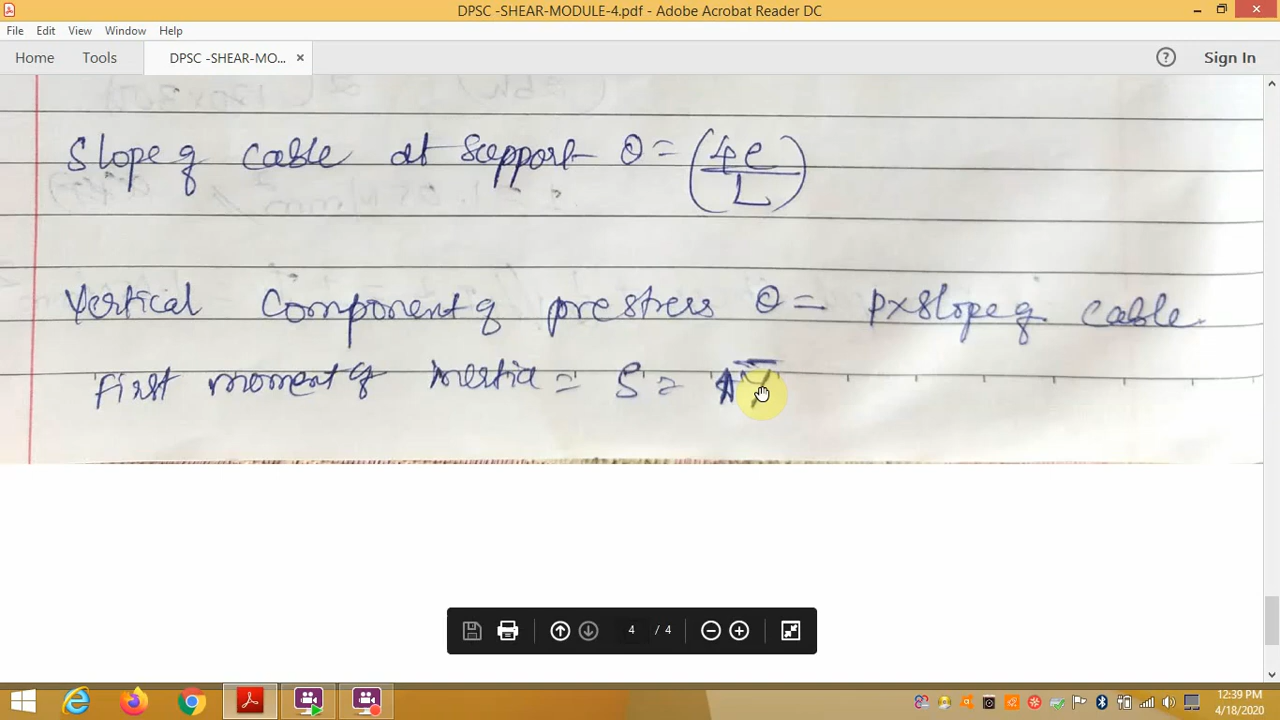 DPSC -SHEAR-MODULE-4.pdf - Adobe Acrobat Reader DC
File Edit View Window Help
Home Tools DPSC -SHEAR-MO... × ? Sign In
Slope of cable at support θ = (4e/L)
Vertical Component of prestress θ = P×slope of cable.
First moment of inertia = S = Aȳ
4 / 4
12:39 PM
4/18/2020